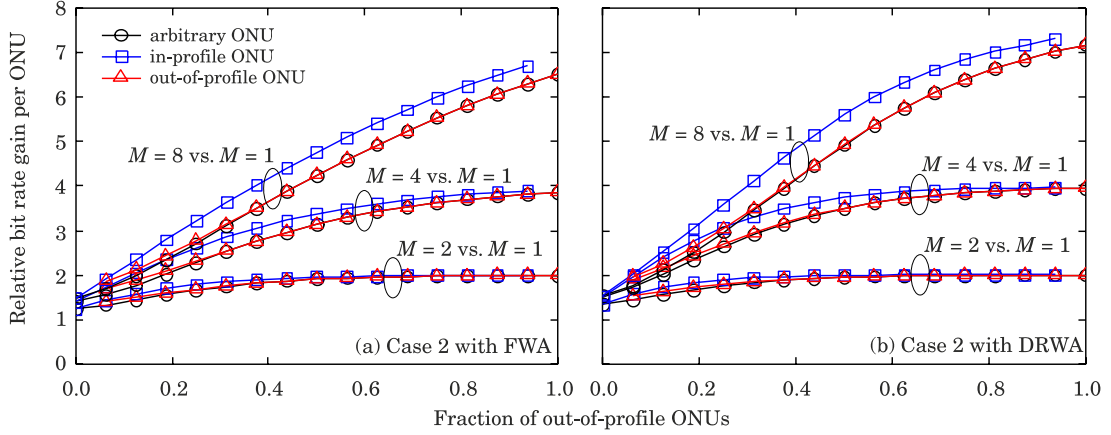 Relative bit rate gain per ONU
8
7
6
5
4
3
2
1
0
arbitrary ONU
in-profile ONU
out-of-profile ONU
M = 8 vs. M = 1
M = 4 vs. M = 1
M = 2 vs. M = 1
(a) Case 2 with FWA
0.0 0.2 0.4 0.6 0.8 1.0
M = 8 vs. M = 1
M = 4 vs. M = 1
M = 2 vs. M = 1
(b) Case 2 with DRWA
0.0 0.2 0.4 0.6 0.8 1.0
Fraction of out-of-profile ONUs